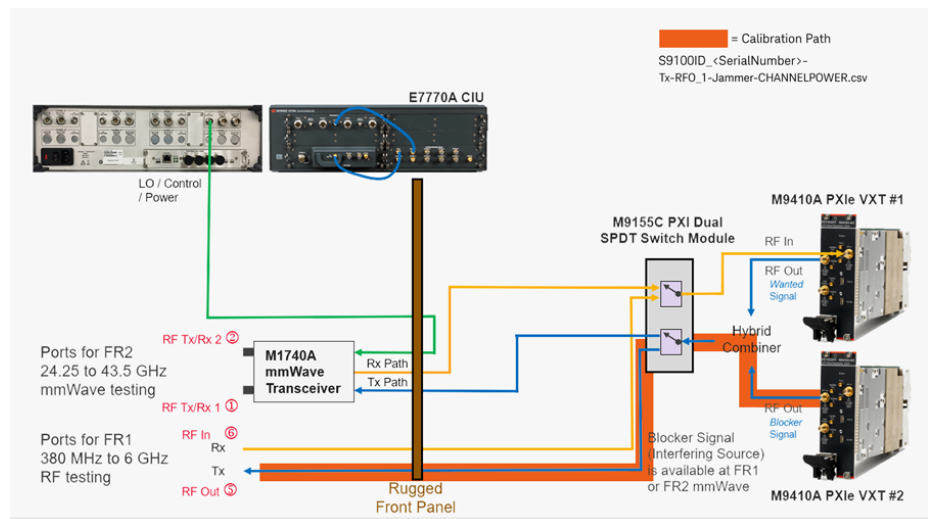 = Calibration Path
S9100ID_<SerialNumber>-
Tx-RFO_1-Jammer-CHANNELPOWER.csv
E7770A CIU
LO / Control
/ Power
M9410A PXIe VXT #1
M9155C PXI Dual
SPDT Switch Module
RF In
RF Out
Wanted
Signal
Hybrid
Combiner
RF Tx/Rx 2 ②
Ports for FR2
24.25 to 43.5 GHz
mmWave testing
M1740A
mmWave
Transceiver
Rx Path
Tx Path
RF Tx/Rx 1 ①
RF Out
Blocker
Signal
Ports for FR1
380 MHz to 6 GHz
RF testing
RF In ⑥
Rx
Tx
RF Out ⑤
Blocker Signal
(Interfering Source)
is available at FR1
or FR2 mmWave
Rugged
Front Panel
M9410A PXIe VXT #2